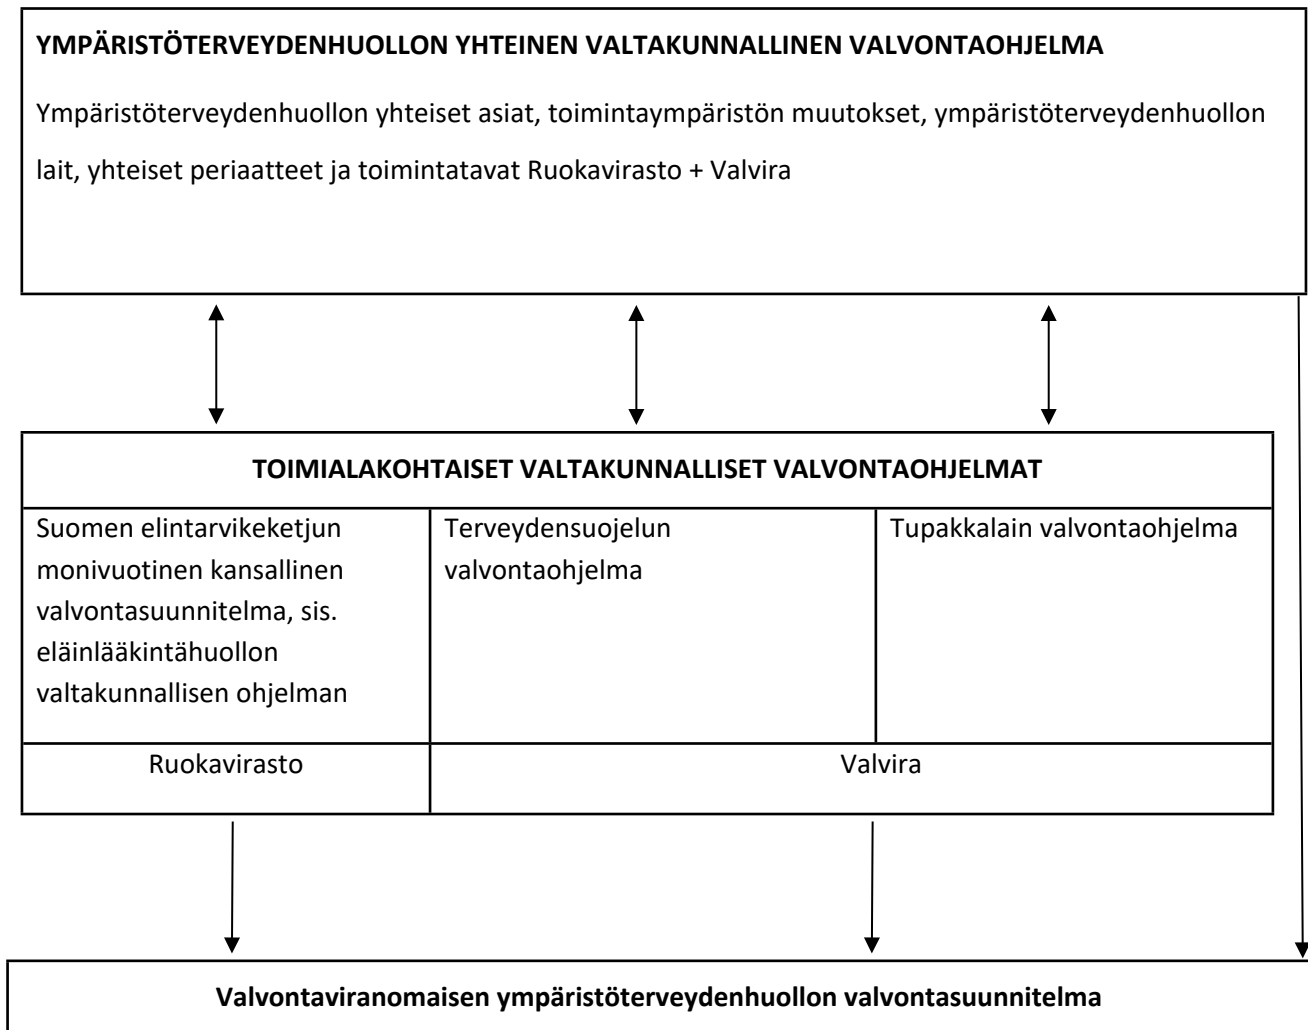 YMPÄRISTÖTERVEYDENHUOLLON YHTEINEN VALTAKUNNALLINEN VALVONTAOHJELMA
Ympäristöterveydenhuollon yhteiset asiat, toimintaympäristön muutokset, ympäristöterveydenhuollon
lait, yhteiset periaatteet ja toimintatavat Ruokavirasto + Valvira
TOIMIALAKOHTAISET VALTAKUNNALLISET VALVONTAOHJELMAT
Suomen elintarvikeketjun
monivuotinen kansallinen
valvontasuunnitelma, sis.
eläinlääkintähuollon
valtakunnallisen ohjelman
Terveydensuojelun
valvontaohjelma
Tupakkalain valvontaohjelma
Ruokavirasto
Valvira
Valvontaviranomaisen ympäristöterveydenhuollon valvontasuunnitelma